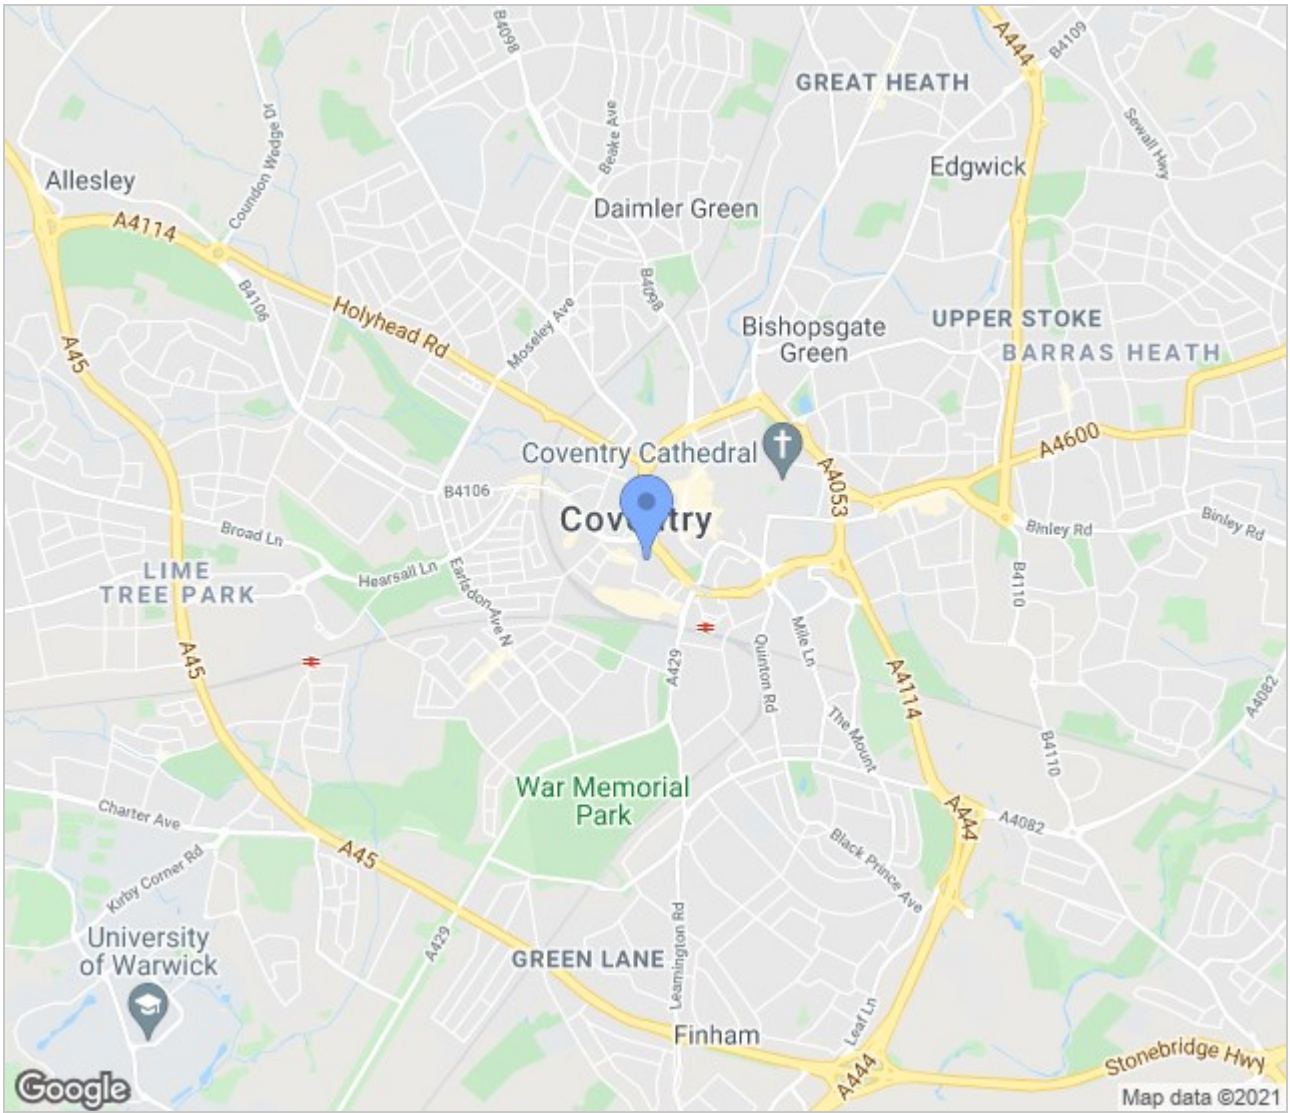 A444
B4109
B4098
GREAT HEATH
Sewall Hwy
Beake Ave
Coundon Wedge Dr
Edgwick
Allesley
Daimler Green
A4114
B4106
B4098
Holyhead Rd
Moseley Ave
Bishopsgate
Green
UPPER STOKE
BARRAS HEATH
A45
Coventry Cathedral
A4600
A4053
B4106
Cov try
Broad Ln
Binley Rd
Binley Rd
LIME
TREE PARK
Hearsall Ln
Earlsdon Ave N
B4110
Mile Ln
Quinton Rd
A429
A45
A4114
A4082
The Mount
B4110
War Memorial
Park
Charter Ave
A444
A4082
A45
Black Prince Ave
Kirby Corner Rd
University
of Warwick
A429
GREEN LANE
Leamington Rd
Leaf Ln
Finham
A444
Stonebridge Hwy
Google
Map data ©2021